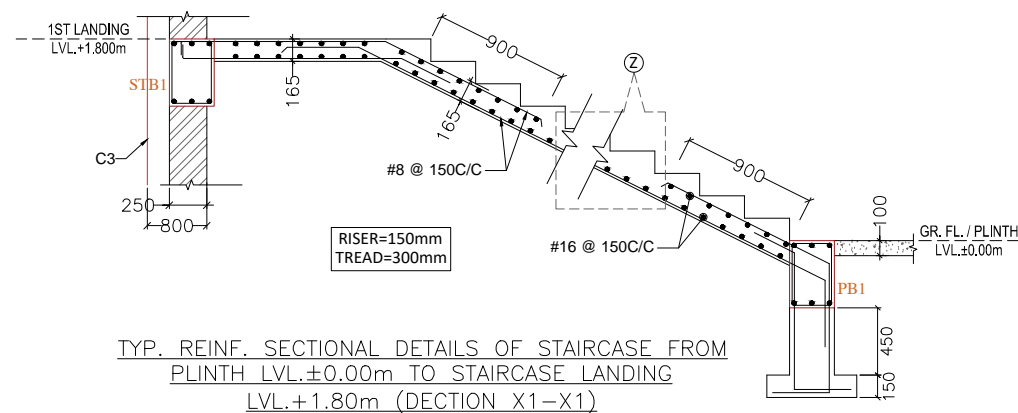 1ST LANDING
LVL.+1.800m
STB1
C3
250
800
165
165
900
#8 @ 150C/C
Z
RISER=150mm
TREAD=300mm
900
#16 @ 150C/C
100
GR. FL. / PLINTH
LVL.±0.00m
PB1
450
150
TYP. REINF. SECTIONAL DETAILS OF STAIRCASE FROM
PLINTH LVL.±0.00m TO STAIRCASE LANDING
LVL.+1.80m (DECTION X1-X1)